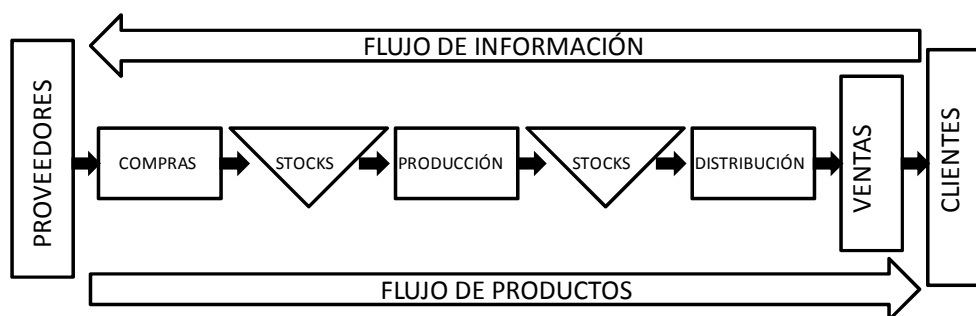 FLUJO DE INFORMACIÓN
PROVEEDORES
COMPRAS
STOCKS
PRODUCCIÓN
STOCKS
DISTRIBUCIÓN
VENTAS
CLIENTES
FLUJO DE PRODUCTOS